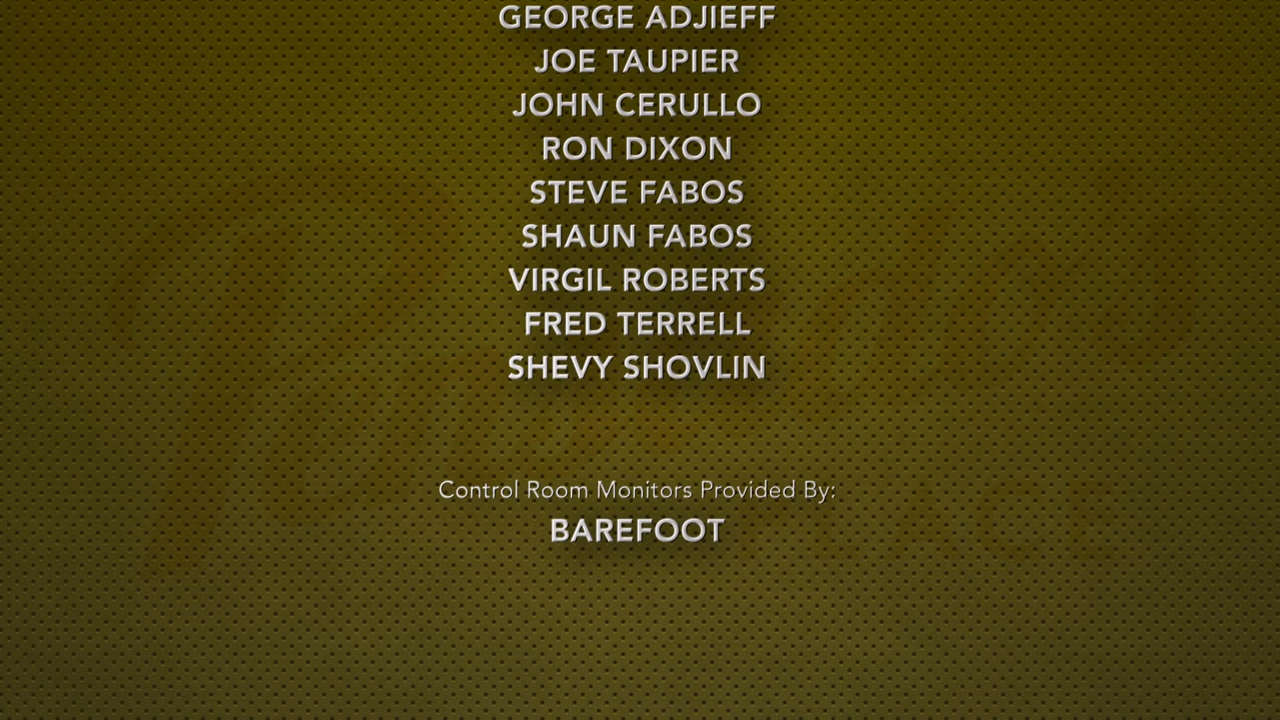 GEORGE ADJIEFF
JOE TAUPIER
JOHN CERULLO
RON DIXON
STEVE FABOS
SHAUN FABOS
VIRGIL ROBERTS
FRED TERRELL
SHEVY SHOVLIN
Control Room Monitors Provided By:
BAREFOOT